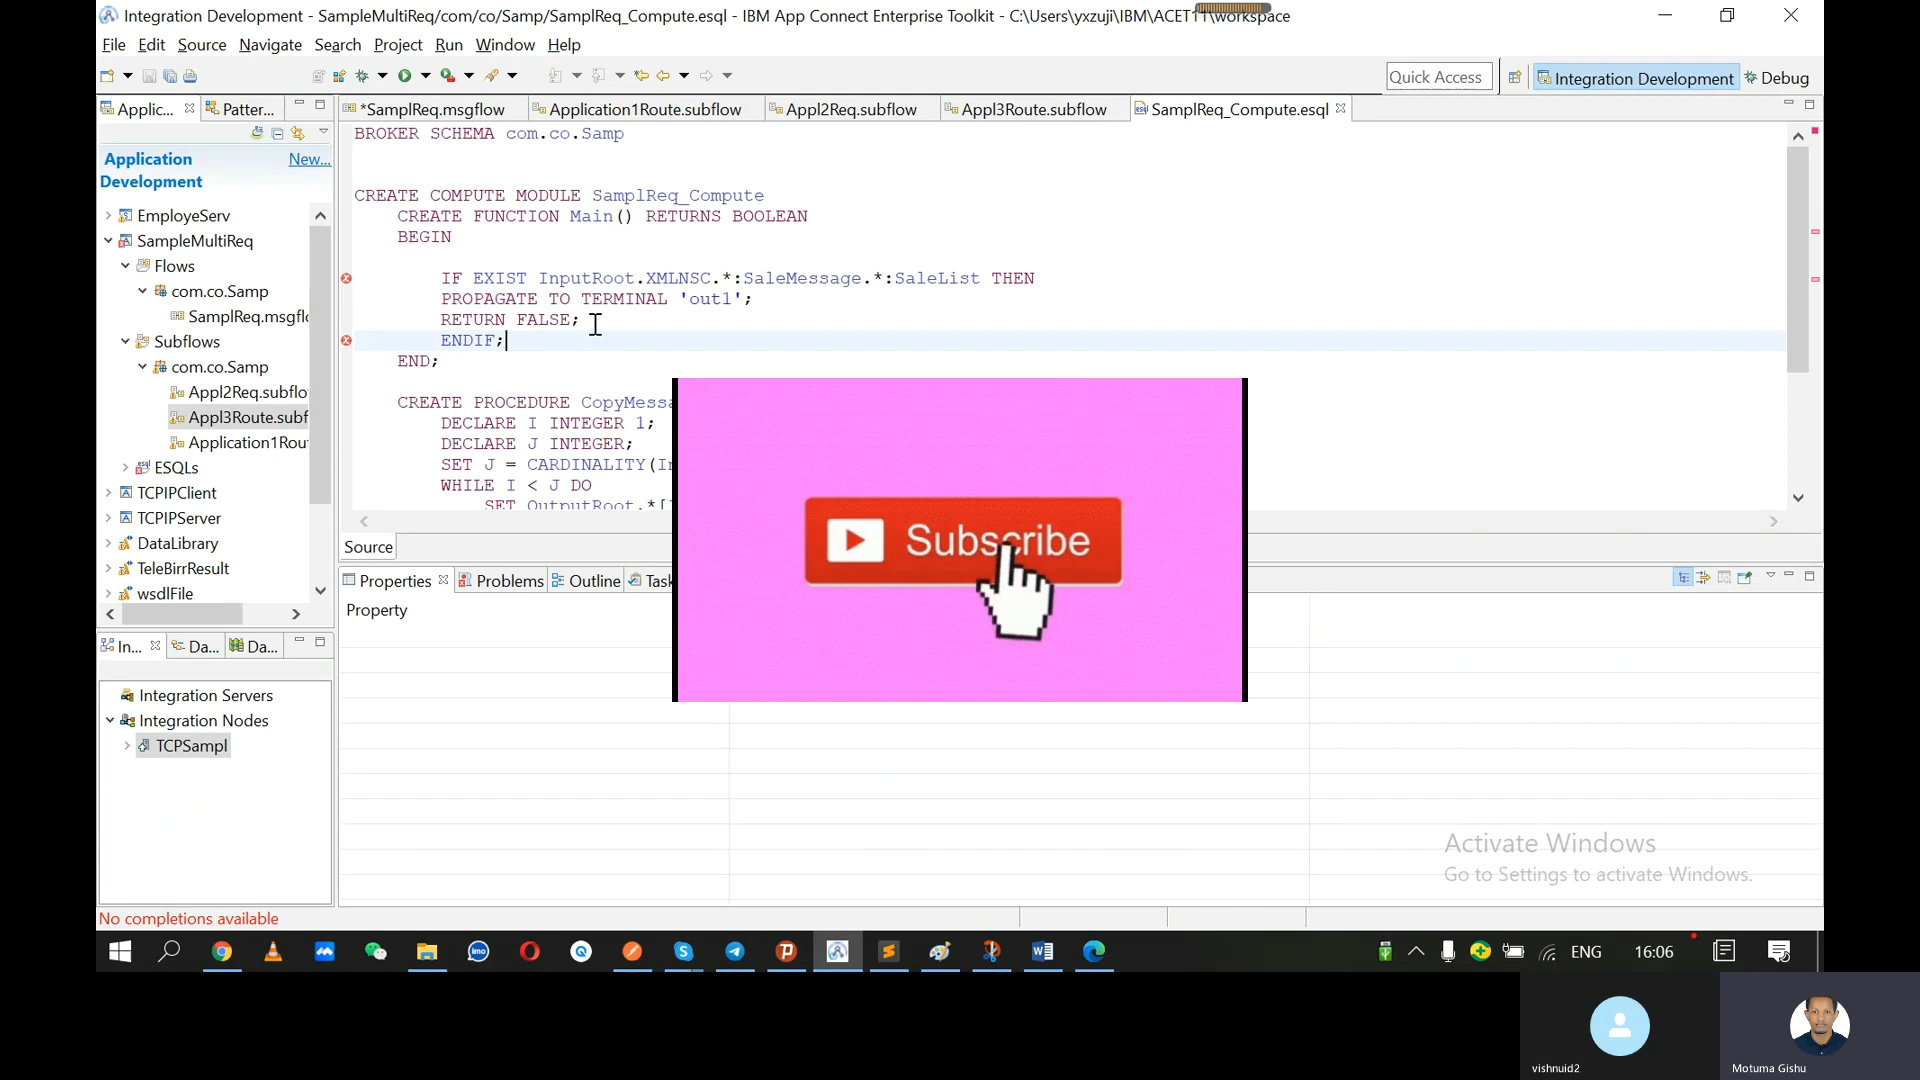 Integration Development - SampleMultiReq/com/co/Samp/SamplReq_Compute.esql - IBM App Connect Enterprise Toolkit - C:\Users\yxzuji\IBM\ACET11\workspace
File Edit Source Navigate Search Project Run Window Help
Quick Access Integration Development Debug
Applic... Patter... *SamplReq.msgflow Application1Route.subflow Appl2Req.subflow Appl3Route.subflow SamplReq_Compute.esql
Application Development New...
EmployeServ
SampleMultiReq
Flows
com.co.Samp
SamplReq.msgfl
Subflows
com.co.Samp
Appl2Req.subflo
Appl3Route.subf
Application1Rou
ESQLs
TCPIPClient
TCPIPServer
DataLibrary
TeleBirrResult
wsdlFile
BROKER SCHEMA com.co.Samp
CREATE COMPUTE MODULE SamplReq_Compute
CREATE FUNCTION Main() RETURNS BOOLEAN
BEGIN
IF EXIST InputRoot.XMLNSC.*:SaleMessage.*:SaleList THEN
PROPAGATE TO TERMINAL 'out1';
RETURN FALSE;
ENDIF;
END;
CREATE PROCEDURE CopyMessa
DECLARE I INTEGER 1;
DECLARE J INTEGER;
SET J = CARDINALITY(I
WHILE I < J DO
SET OutputRoot.*[
Subscribe
Source
Properties Problems Outline Task
Property
In... Da... Da...
Integration Servers
Integration Nodes
TCPSampl
Activate Windows
Go to Settings to activate Windows.
No completions available
imo ENG 16:06
vishnuid2 Motuma Gishu